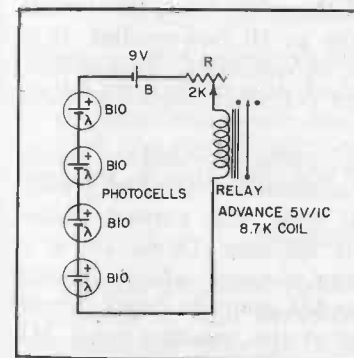 9V
R
B
2K
+
λ
B10
+
λ
B10
PHOTOCELLS
+
λ
B10
+
λ
B10.
RELAY
ADVANCE 5V/1C
8.7K COIL